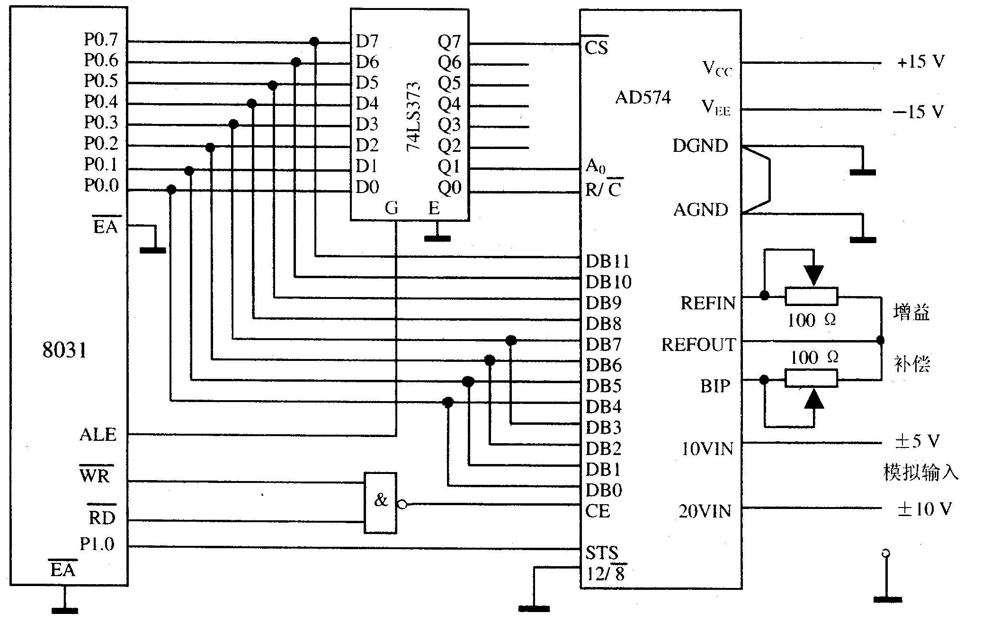 P0.7
P0.6
P0.5
P0.4
P0.3
P0.2
P0.1
P0.0
EA
8031
ALE
WR
RD
P1.0
EA
D7
D6
D5
D4
D3
D2
D1
D0
74LS373
Q7
Q6
Q5
Q4
Q3
Q2
Q1
Q0
G
E
&
CS
A0
R/C
DB11
DB10
DB9
DB8
DB7
DB6
DB5
DB4
DB3
DB2
DB1
DB0
CE
STS
12/8
AD574
VCC
VEE
DGND
AGND
REFIN
REFOUT
BIP
10VIN
20VIN
+15 V
−15 V
100 Ω
增益
100 Ω
补偿
±5 V
模拟输入
±10 V